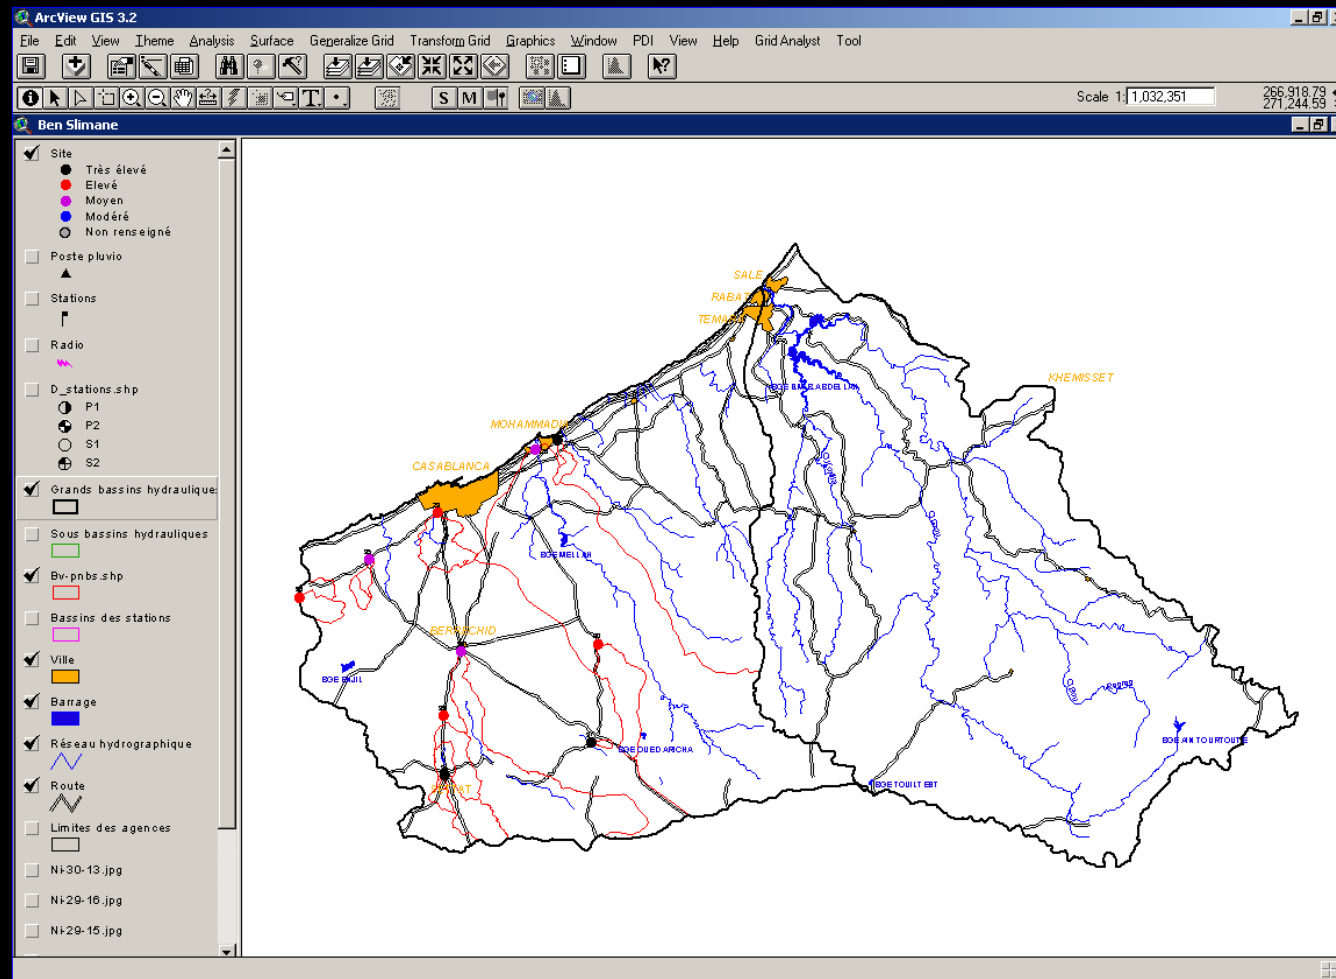 ArcView GIS 3.2
File Edit View Theme Analysis Surface Generalize Grid Transform Grid Graphics Window PDI View Help Grid Analyst Tool
S M Scale 1: 1,032,351 266,918.79
271,244.59
Ben Slimane
Site
Très élevé
Elevé
Moyen
Modéré
Non renseigné
Poste pluvio
Stations
Radio
D_stations.shp
P1
P2
S1
S2
Grands bassins hydraulique
Sous bassins hydrauliques
Bv-pnbs.shp
Bassins des stations
Ville
Barrage
Réseau hydrographique
Route
Limites des agences
Ni-30-13.jpg
Ni-29-16.jpg
Ni-29-15.jpg
SALE
RABAT
KHEMISSET
MOHAMMADI
CASABLANCA
BGE MELLAH
BGE OUED ARICHA
BGE AIN TOURTOUTE
BGE TOUILT EBT